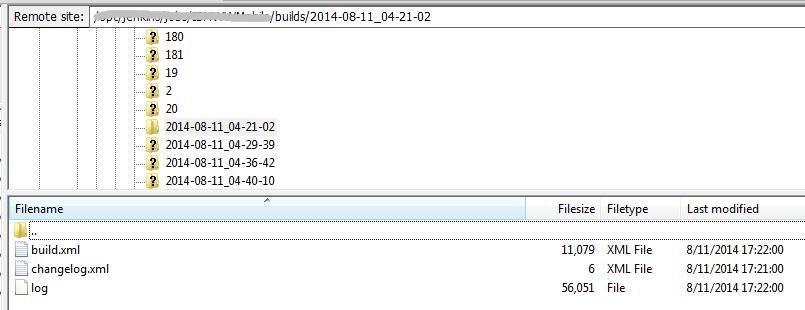 Remote site: /builds/2014-08-11_04-21-02
180
181
19
2
20
2014-08-11_04-21-02
2014-08-11_04-29-39
2014-08-11_04-36-42
2014-08-11_04-40-10
Filename Filesize Filetype Last modified
..
build.xml 11,079 XML File 8/11/2014 17:22:00
changelog.xml 6 XML File 8/11/2014 17:21:00
log 56,051 File 8/11/2014 17:22:00